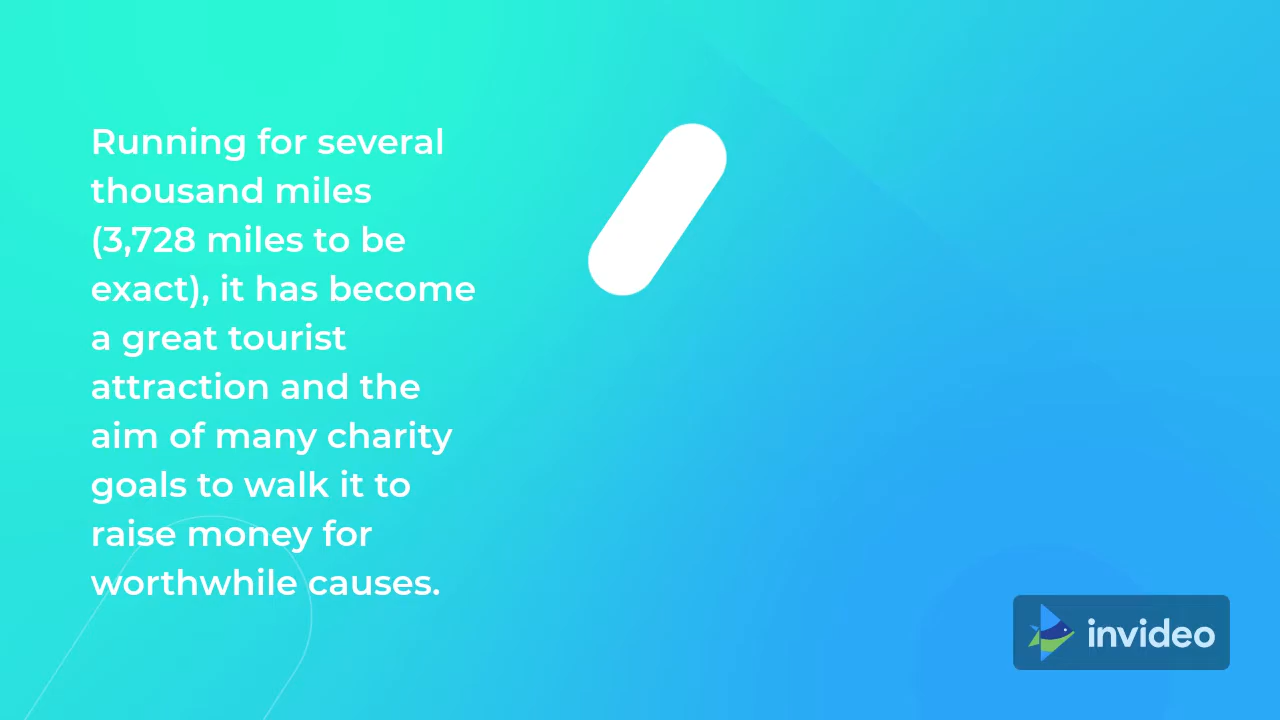 Running for several
thousand miles
(3,728 miles to be
exact), it has become
a great tourist
attraction and the
aim of many charity
goals to walk it to
raise money for
worthwhile causes.
invideo